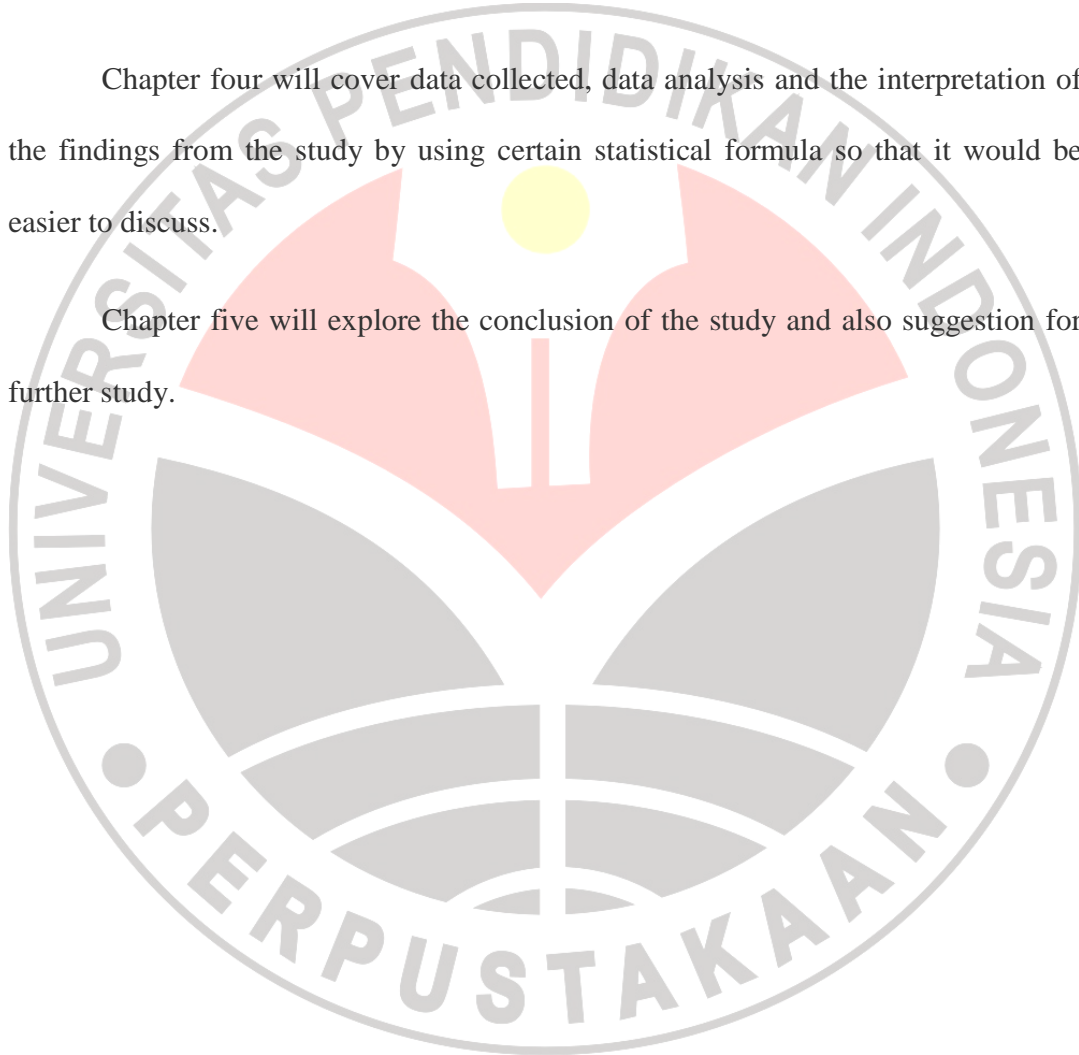 Chapter four will cover data collected, data analysis and the interpretation of
the findings from the study by using certain statistical formula so that it would be
easier to discuss.
Chapter five will explore the conclusion of the study and also suggestion for
further study.
UNIVERSITAS PENDIDIKAN INDONESIA
PERPUSTAKAAN